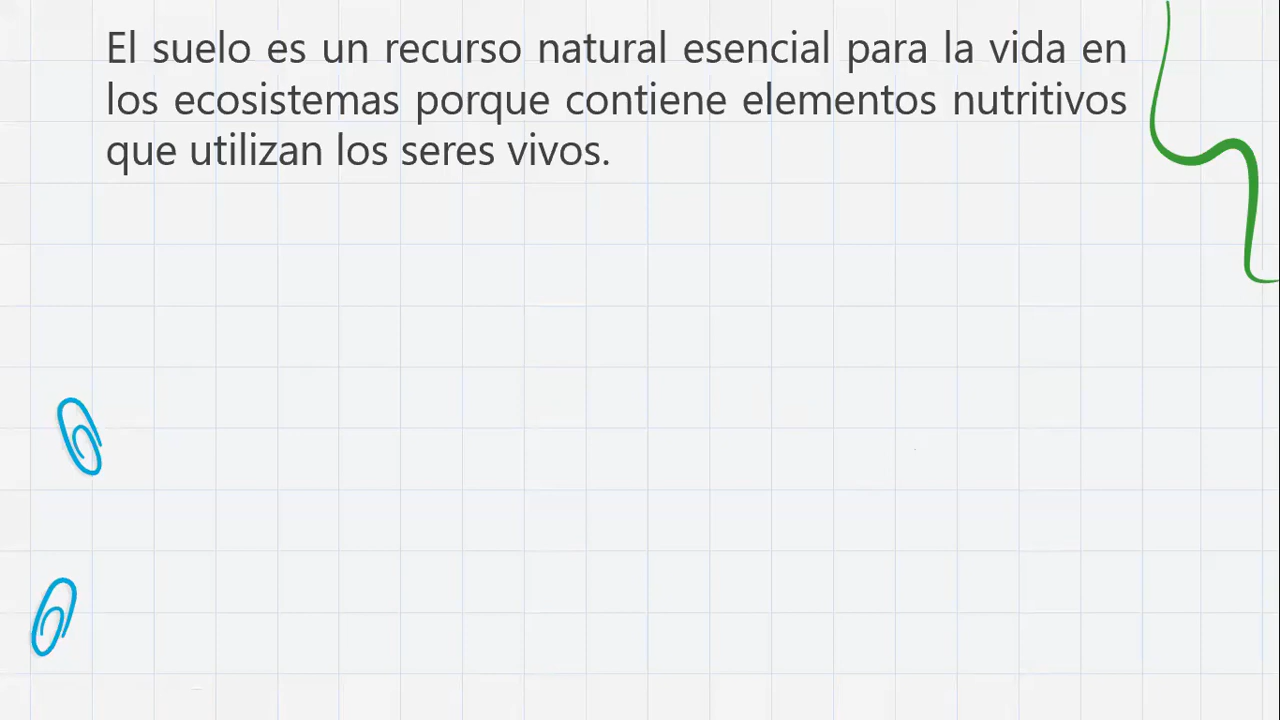 El suelo es un recurso natural esencial para la vida en
los ecosistemas porque contiene elementos nutritivos
que utilizan los seres vivos.